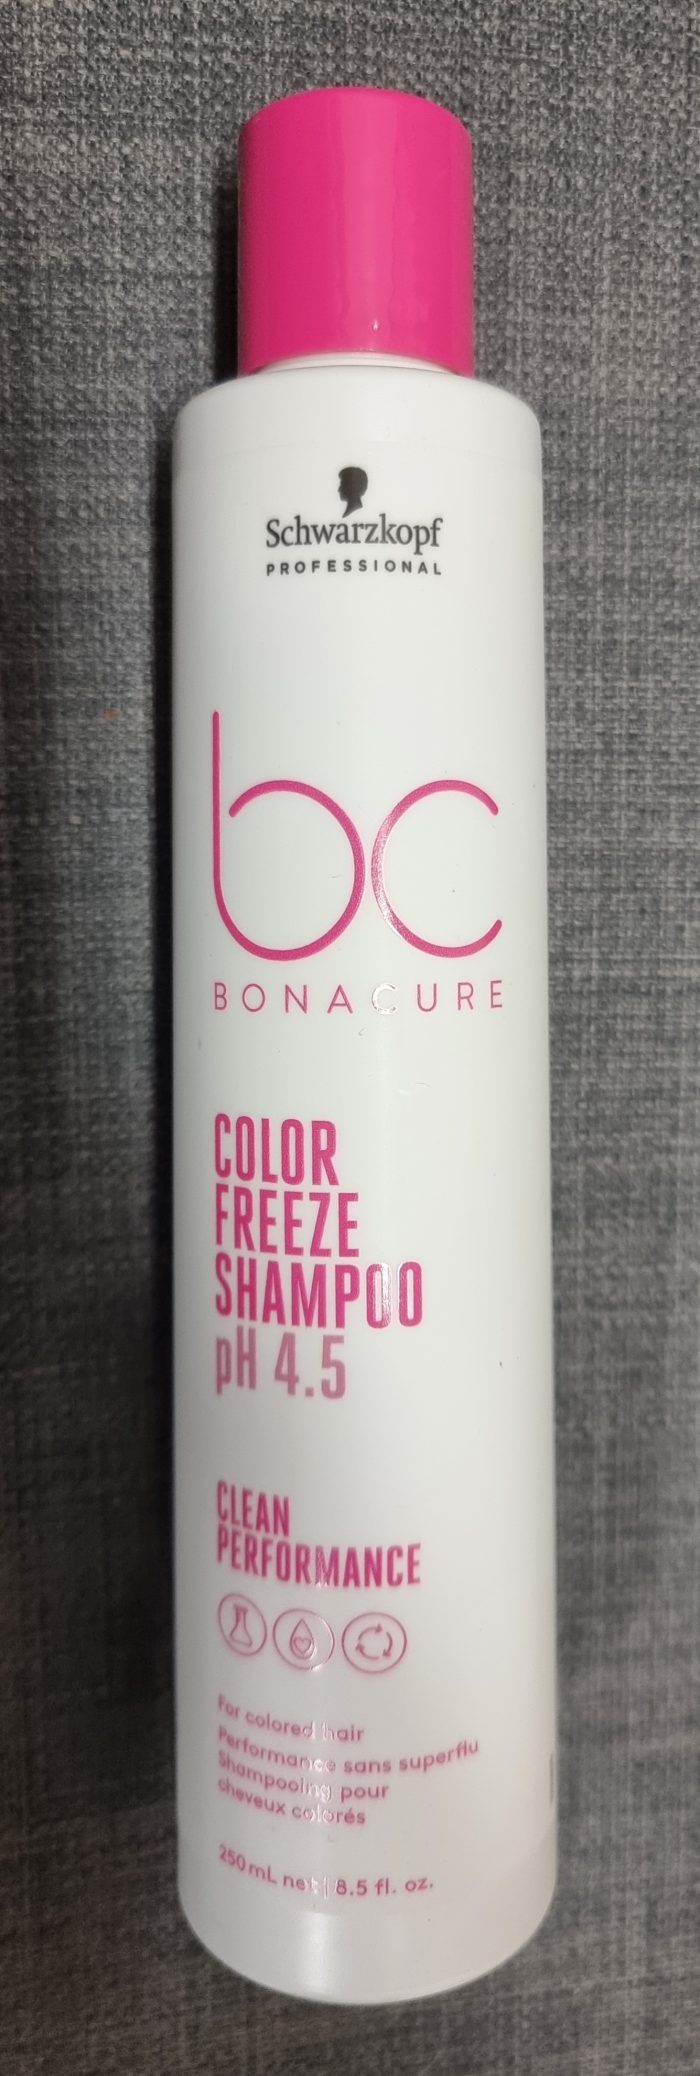 Schwarzkopf
PROFESSIONAL
bc
BONACURE
COLOR
FREEZE
SHAMPOO
pH 4.5
CLEAN
PERFORMANCE
For colored hair
Performance sans superflu
Shampooing pour
cheveux colorés
250 mL net | 8.5 fl. oz.